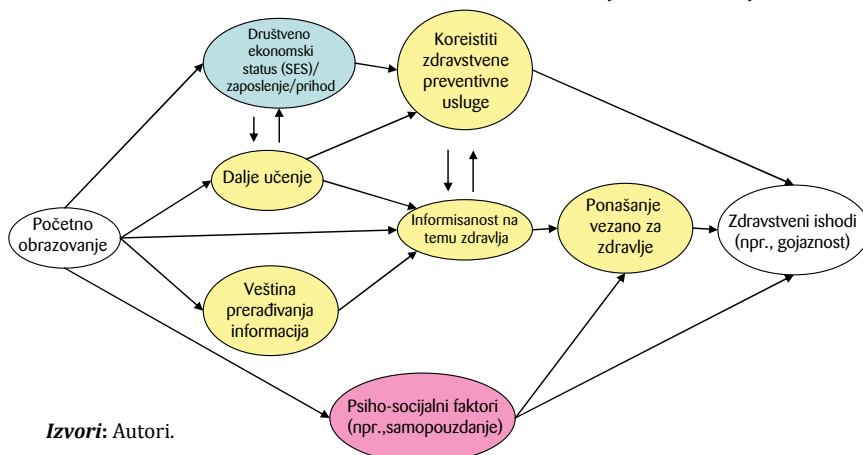 Društveno
ekonomski
status (SES)/
zaposlenje/prihod
Koreistiti
zdravstvene
preventivne
usluge
Dalje učenje
Početno
obrazovanje
Informisanost na
temu zdravlja
Ponašanje
vezano za
zdravlje
Zdravstveni ishodi
(npr., gojaznost)
Veština
prerađivanja
informacija
Psiho-socijalni faktori
(npr.,samopouzdanje)
Izvori: Autori.